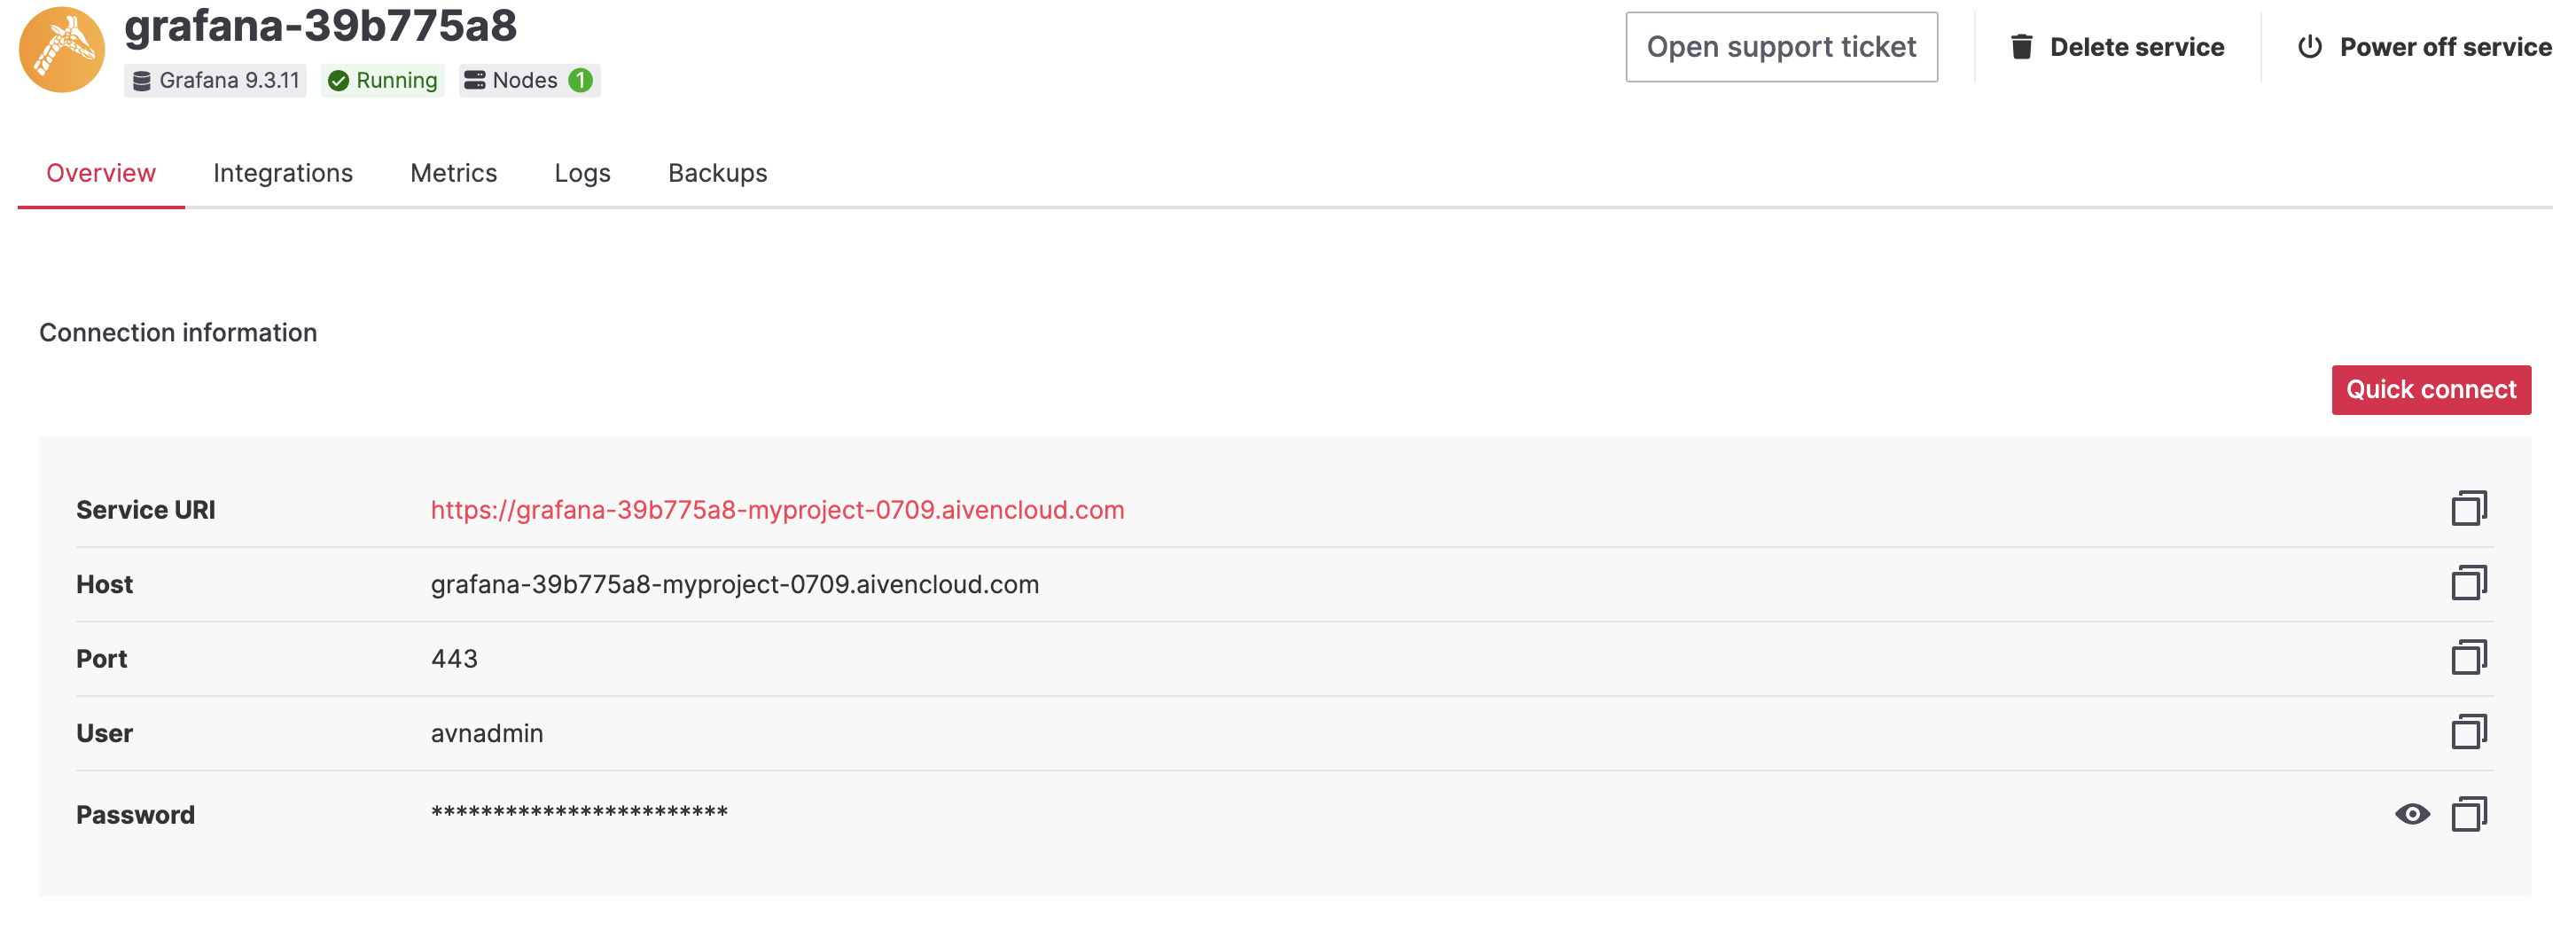 grafana-39b775a8
Open support ticket
Delete service
Power off service
Grafana 9.3.11
Running
Nodes 1
Overview
Integrations
Metrics
Logs
Backups
Connection information
Quick connect
Service URI https://grafana-39b775a8-myproject-0709.aivencloud.com
Host grafana-39b775a8-myproject-0709.aivencloud.com
Port 443
User avnadmin
Password ************************